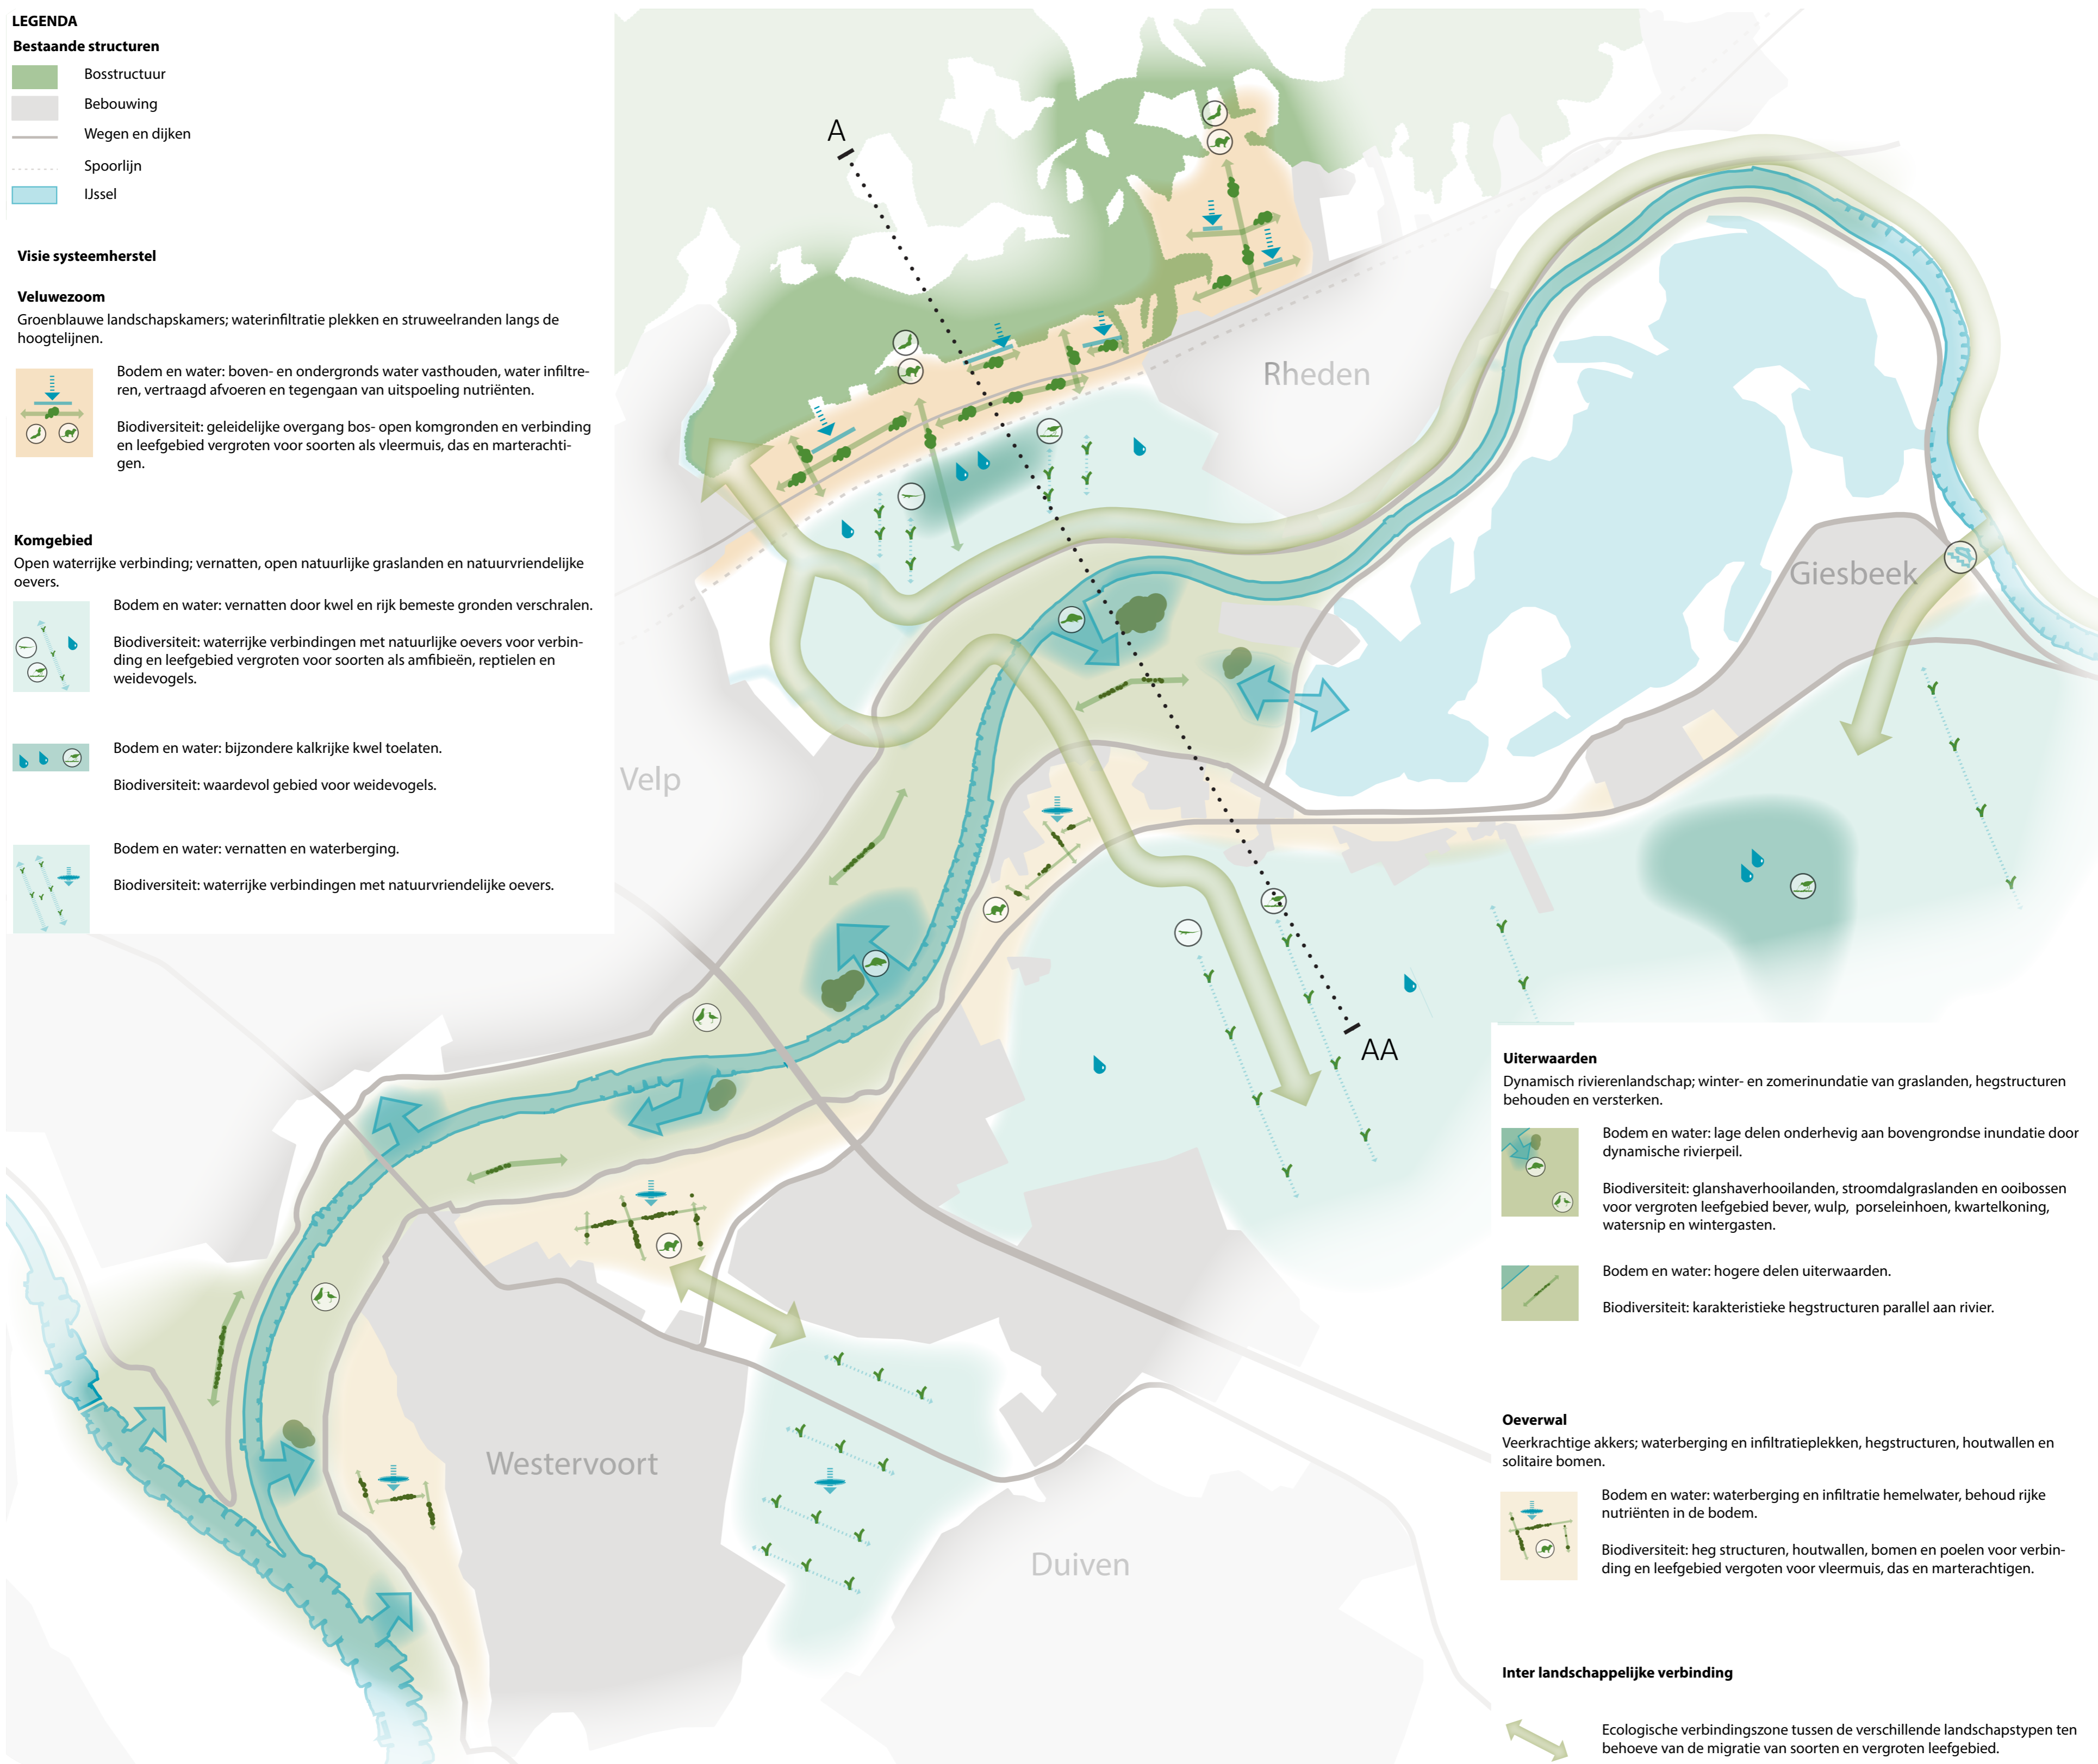 LEGENDA
Bestaande structuren
Bosstructuur
Bebouwing
Wegen en dijken
Spoorlijn
IJssel
Visie systeemherstel
Veluwezoom
Groenblauwe landschapskamers; waterinfiltratie plekken en struweelranden langs de
hoogtelijnen.
Bodem en water: boven- en ondergronds water vasthouden, water infiltre-
ren, vertraagd afvoeren en tegengaan van uitspoeling nutriënten.
Biodiversiteit: geleidelijke overgang bos- open komgronden en verbinding
en leefgebied vergroten voor soorten als vleermuis, das en marterachti-
gen.
Komgebied
Open waterrijke verbinding; vernatten, open natuurlijke graslanden en natuurvriendelijke
oevers.
Bodem en water: vernatten door kwel en rijk bemeste gronden verschralen.
Biodiversiteit: waterrijke verbindingen met natuurlijke oevers voor verbin-
ding en leefgebied vergroten voor soorten als amfibieën, reptielen en
weidevogels.
Bodem en water: bijzondere kalkrijke kwel toelaten.
Biodiversiteit: waardevol gebied voor weidevogels.
Bodem en water: vernatten en waterberging.
Biodiversiteit: waterrijke verbindingen met natuurvriendelijke oevers.
A
Rheden
Giesbeek
Velp
AA
Westervoort
Duiven
Uiterwaarden
Dynamisch rivierenlandschap; winter- en zomerinundatie van graslanden, hegstructuren
behouden en versterken.
Bodem en water: lage delen onderhevig aan bovengrondse inundatie door
dynamische rivierpeil.
Biodiversiteit: glanshaverhooilanden, stroomdalgraslanden en ooibossen
voor vergroten leefgebied bever, wulp, porseleinhoen, kwartelkoning,
watersnip en wintergasten.
Bodem en water: hogere delen uiterwaarden.
Biodiversiteit: karakteristieke hegstructuren parallel aan rivier.
Oeverwal
Veerkrachtige akkers; waterberging en infiltratieplekken, hegstructuren, houtwallen en
solitaire bomen.
Bodem en water: waterberging en infiltratie hemelwater, behoud rijke
nutriënten in de bodem.
Biodiversiteit: heg structuren, houtwallen, bomen en poelen voor verbin-
ding en leefgebied vergoten voor vleermuis, das en marterachtigen.
Inter landschappelijke verbinding
Ecologische verbindingszone tussen de verschillende landschapstypen ten
behoeve van de migratie van soorten en vergroten leefgebied.